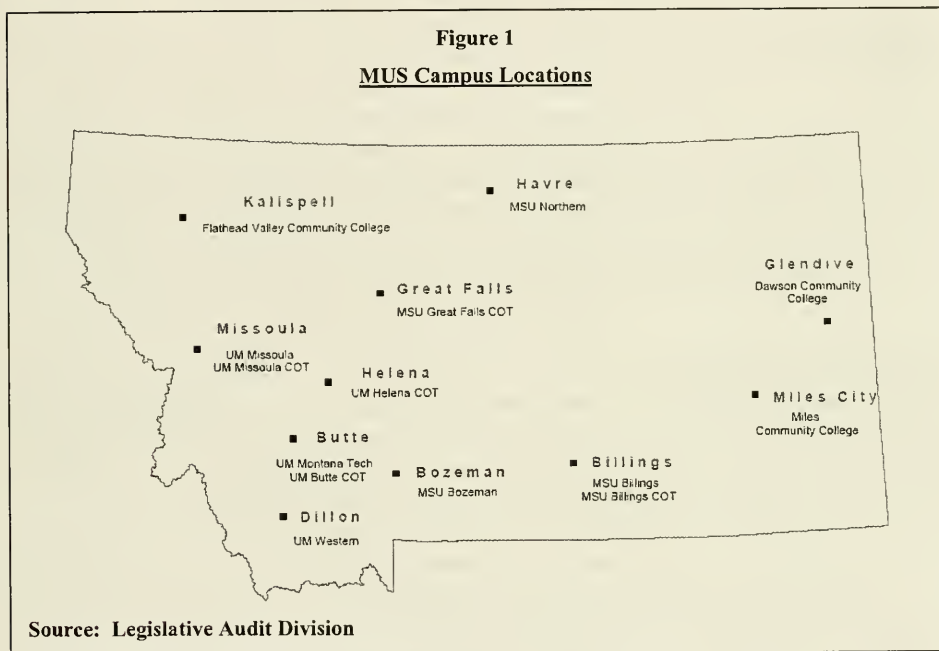 Figure 1
MUS Campus Locations
Havre
MSU Northern
Kalispell
Flathead Valley Community College
Glendive
Dawson Community
College
Great Falls
MSU Great Falls COT
Missoula
UM Missoula
UM Missoula COT
Helena
UM Helena COT
Miles City
Miles
Community College
Butte
UM Montana Tech
UM Butte COT
Bozeman
MSU Bozeman
Billings
MSU Billings
MSU Billings COT
Dillon
UM Western
Source: Legislative Audit Division